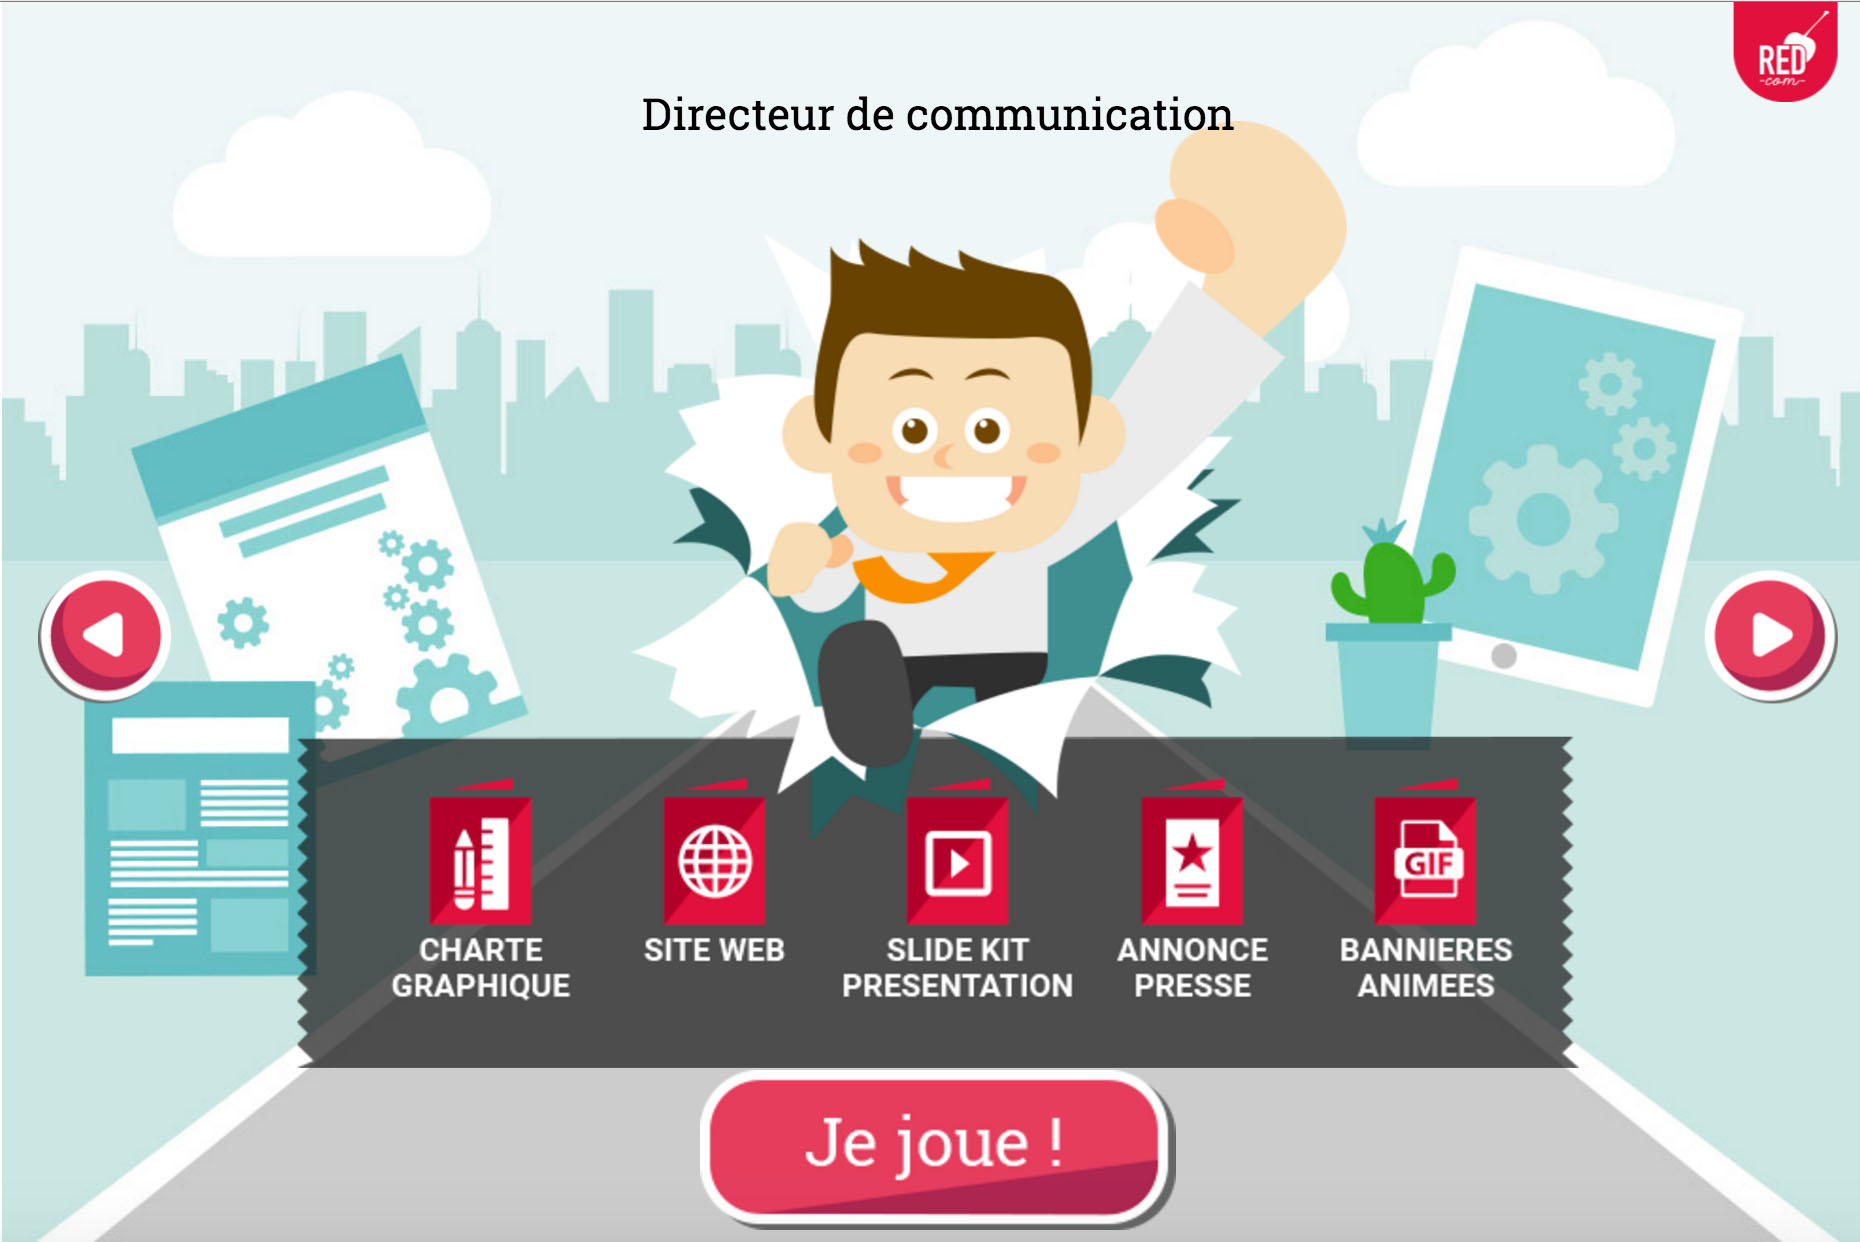 RED
-com-
Directeur de communication
CHARTE
GRAPHIQUE
SITE WEB
SLIDE KIT
PRESENTATION
ANNONCE
PRESSE
GIF
BANNIERES
ANIMEES
Je joue !